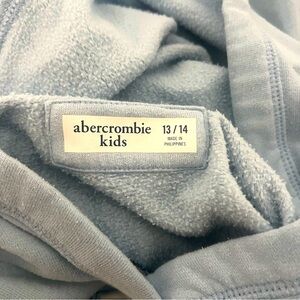 abercrombie
kids
13 / 14
MADE IN
PHILIPPINES